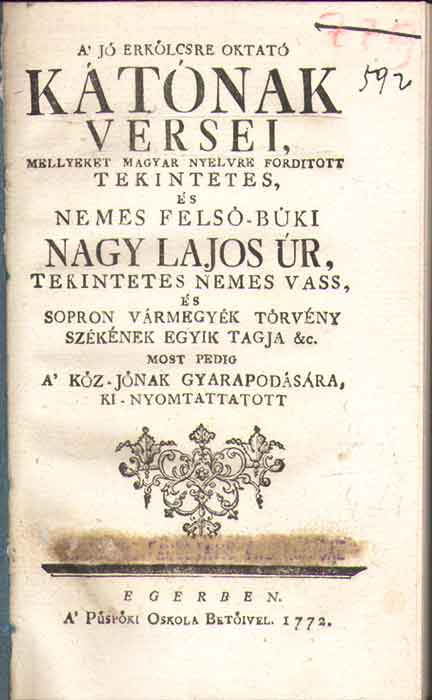 592
A' JÓ ERKŐLCSRE OKTATÓ
KÁTÓNAK
VERSEI,
MELLYEKET MAGYAR NYELVRE FORDITOTT
TEKINTETES,
ÉS
NEMES FELSŐ-BŰKI
NAGY LAJOS ÚR,
TEKINTETES NEMES VASS,
ÉS
SOPRON VÁRMEGYÉK TÖRVÉNY
SZÉKÉNEK EGYIK TAGJA &c.
MOST PEDIG
A' KÖZ-JÓNAK GYARAPODÁSÁRA,
KI-NYOMTATTATOTT
EGERBEN.
A' PÜSPÖKI OSKOLA BETŐIVEL. 1772.